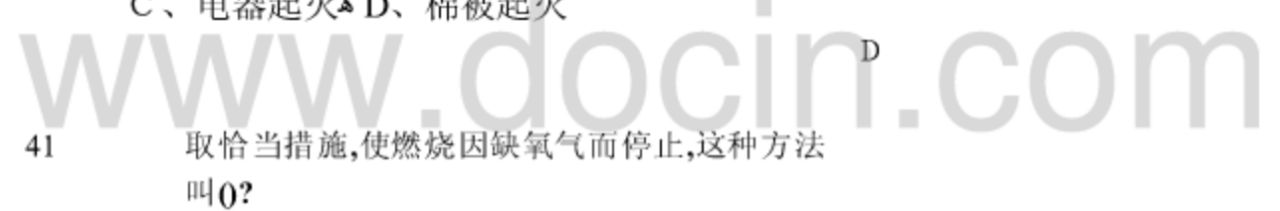 C、电器起火 D、棉被起火
D
www.docin.com
41 取恰当措施,使燃烧因缺氧气而停止,这种方法
叫()?